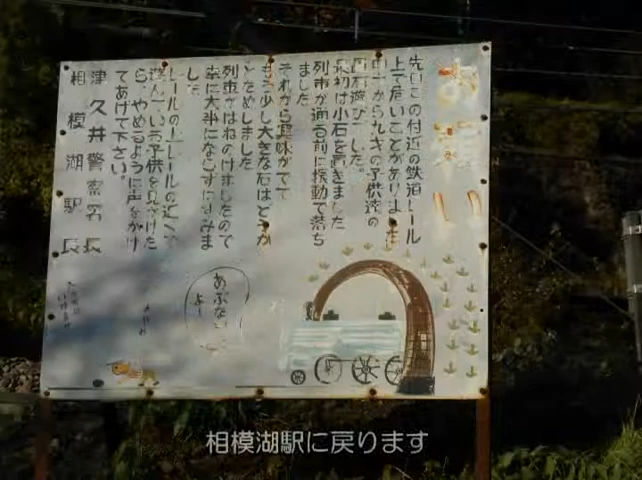 お願い
先日この付近の鉄道レール
上で危いことがありました
中一から九才の子供達の
置石遊びでした。
最初は小石を置きました
列車が通る前に振動で落ち
ました
それから興味がでて
もう少し大きな石はどうか
とためしました
列車がはねのけましたので
幸に大事にならずにすみま
した
レールの上レールの近くで
遊んでいる子供を見かけた
ら、やめるように声をかけ
てあげて下さい。
津久井警察署長
相模湖駅長
あぶない
よー
相模湖駅に戻ります